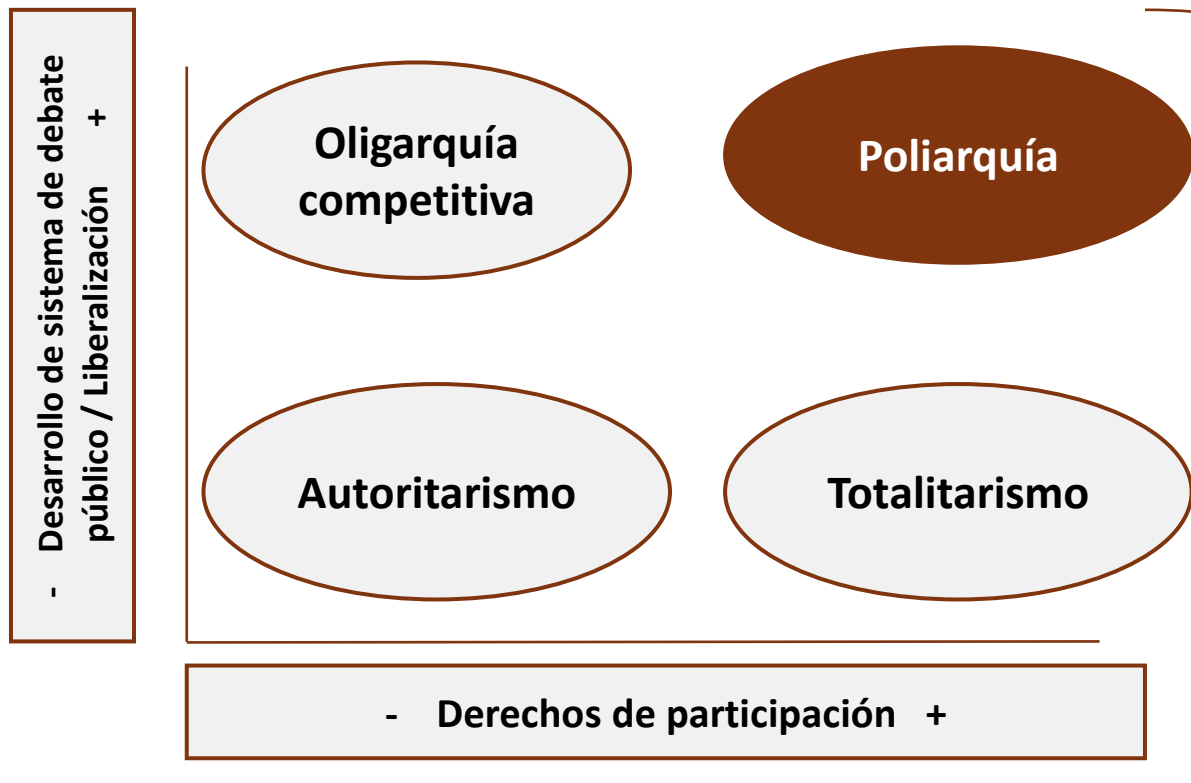 - Desarrollo de sistema de debate
público / Liberalización +
Oligarquía
competitiva
Poliarquía
Autoritarismo
Totalitarismo
- Derechos de participación +